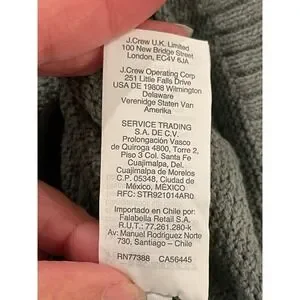 J.Crew U.K. Limited
100 New Bridge Street
London, EC4V 6JA
J.Crew Operating Corp
251 Little Falls Drive
USA DE 19808 Wilmington
Delaware
Verenidge Staten Van
Amerika
SERVICE TRADING
S.A. DE C.V.
Prolongación Vasco
de Quiroga 4800, Torre 2,
Piso 3 Col. Santa Fe
Cuajimalpa Del.
Cuajimalpa de Morelos
C.P. 05348, Ciudad de
México, MÉXICO
RFC: STR921014AR0
Importado en Chile por:
Falabella Retail S.A.
R.U.T.: 77.261.280-k
Av: Manuel Rodriguez Norte
730, Santiago – Chile
RN77388 CA56445